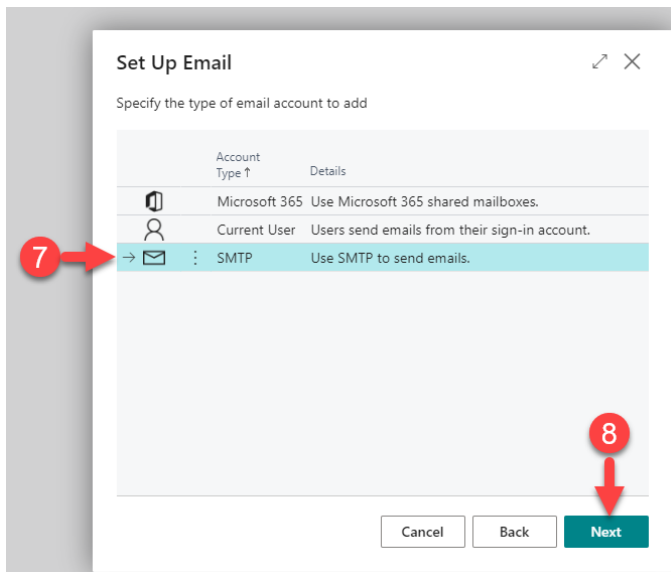 Set Up Email
Specify the type of email account to add
Account
Type ↑ Details
Microsoft 365 Use Microsoft 365 shared mailboxes.
Current User Users send emails from their sign-in account.
7 → SMTP Use SMTP to send emails.
8
Cancel Back Next